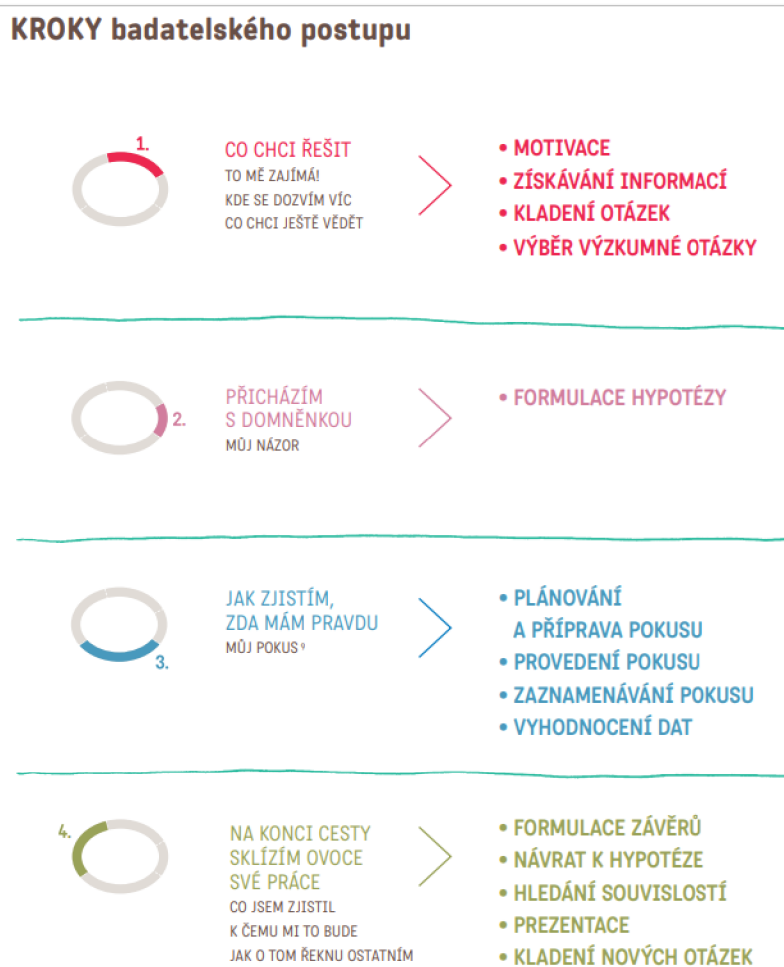 KROKY badatelského postupu
1.
CO CHCI ŘEŠIT
TO MĚ ZAJÍMÁ!
KDE SE DOZVÍM VÍC
CO CHCI JEŠTĚ VĚDĚT
• MOTIVACE
• ZÍSKÁVÁNÍ INFORMACÍ
• KLADENÍ OTÁZEK
• VÝBĚR VÝZKUMNÉ OTÁZKY
2.
PŘICHÁZÍM
S DOMNĚNKOU
MŮJ NÁZOR
• FORMULACE HYPOTÉZY
3.
JAK ZJISTÍM,
ZDA MÁM PRAVDU
MŮJ POKUS ⁹
• PLÁNOVÁNÍ
A PŘÍPRAVA POKUSU
• PROVEDENÍ POKUSU
• ZAZNAMENÁVÁNÍ POKUSU
• VYHODNOCENÍ DAT
4.
NA KONCI CESTY
SKLÍZÍM OVOCE
SVÉ PRÁCE
CO JSEM ZJISTIL
K ČEMU MI TO BUDE
JAK O TOM ŘEKNU OSTATNÍM
• FORMULACE ZÁVĚRŮ
• NÁVRAT K HYPOTÉZE
• HLEDÁNÍ SOUVISLOSTÍ
• PREZENTACE
• KLADENÍ NOVÝCH OTÁZEK